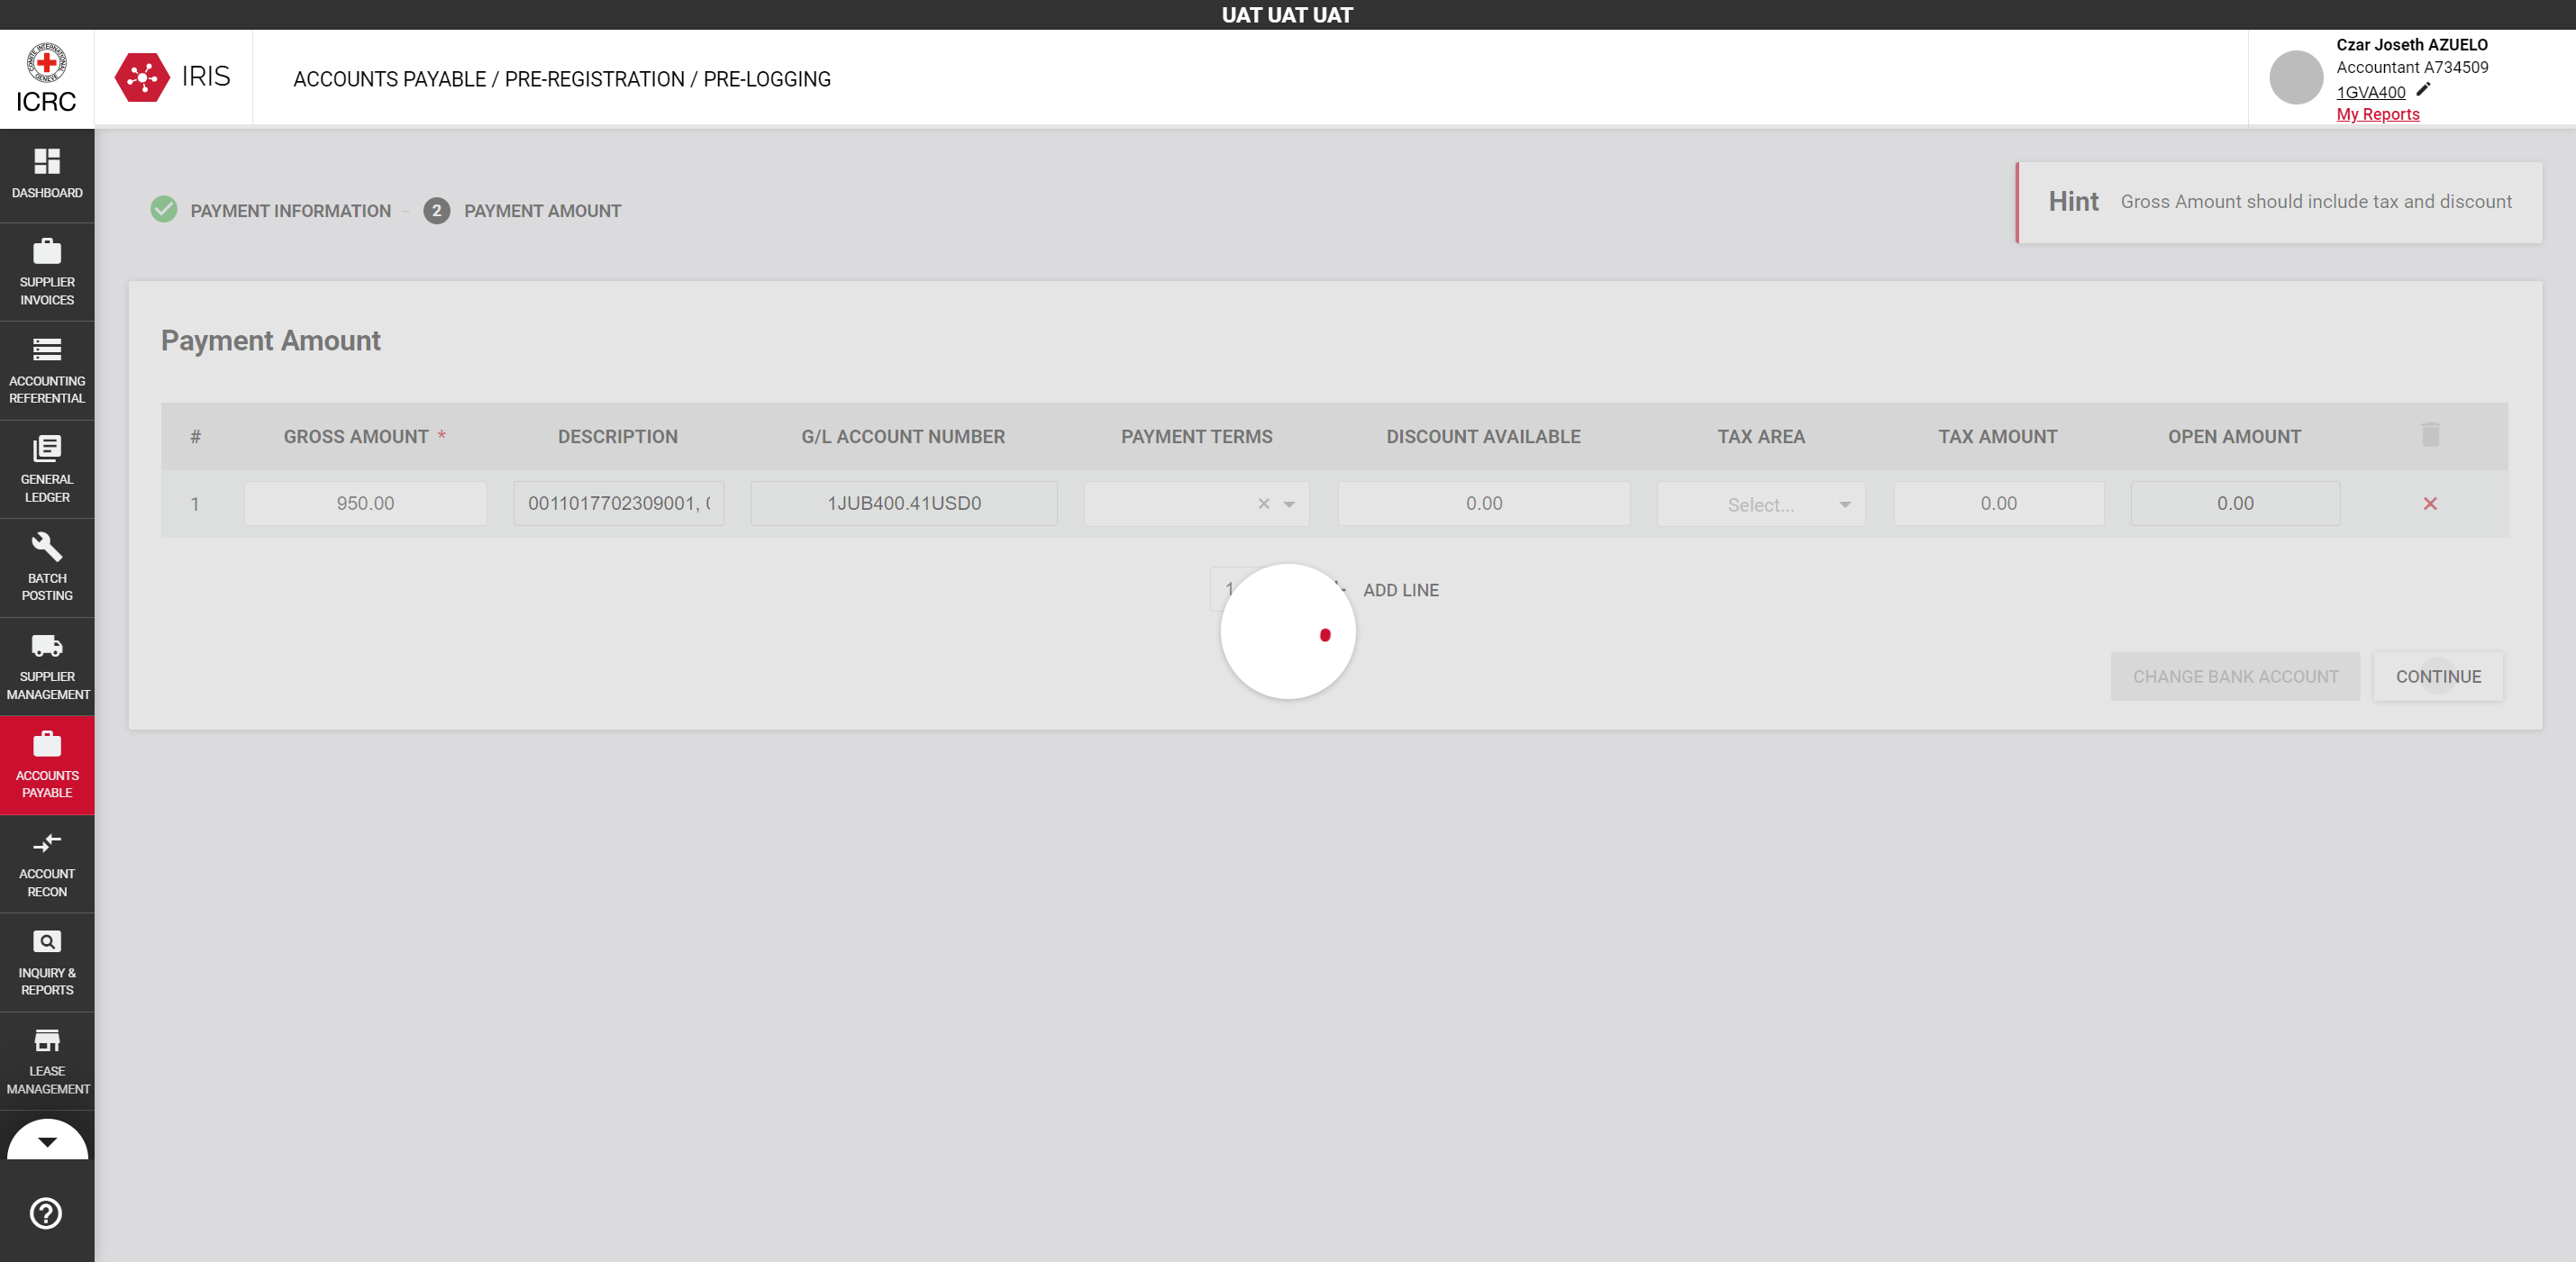 UAT UAT UAT
ICRC
IRIS
ACCOUNTS PAYABLE / PRE-REGISTRATION / PRE-LOGGING
Czar Joseth AZUELO
Accountant A734509
1GVA400
My Reports
DASHBOARD
SUPPLIER
INVOICES
ACCOUNTING
REFERENTIAL
GENERAL
LEDGER
BATCH
POSTING
SUPPLIER
MANAGEMENT
ACCOUNTS
PAYABLE
ACCOUNT
RECON
INQUIRY &
REPORTS
LEASE
MANAGEMENT
PAYMENT INFORMATION
2 PAYMENT AMOUNT
Hint Gross Amount should include tax and discount
Payment Amount
# GROSS AMOUNT * DESCRIPTION G/L ACCOUNT NUMBER PAYMENT TERMS DISCOUNT AVAILABLE TAX AREA TAX AMOUNT OPEN AMOUNT
1 950.00 0011017702309001, 1JUB400.41USD0 0.00 Select... 0.00 0.00
1 ADD LINE
CHANGE BANK ACCOUNT CONTINUE